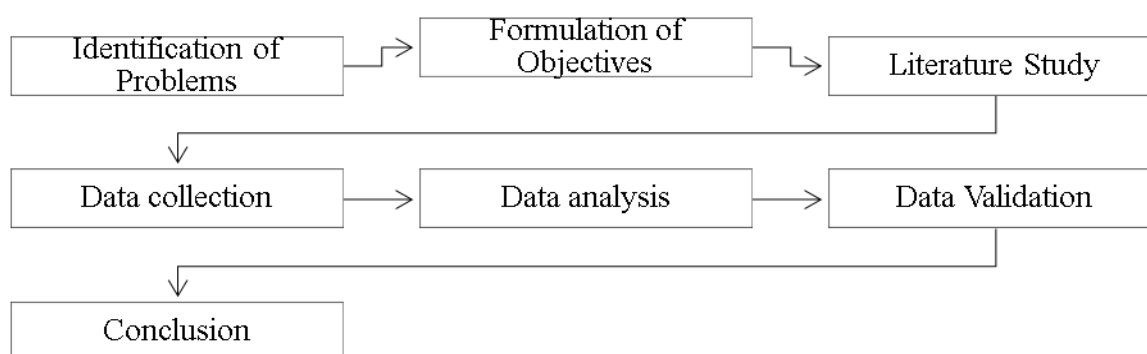 Identification of
Problems
Formulation of
Objectives
Literature Study
Data collection
Data analysis
Data Validation
Conclusion